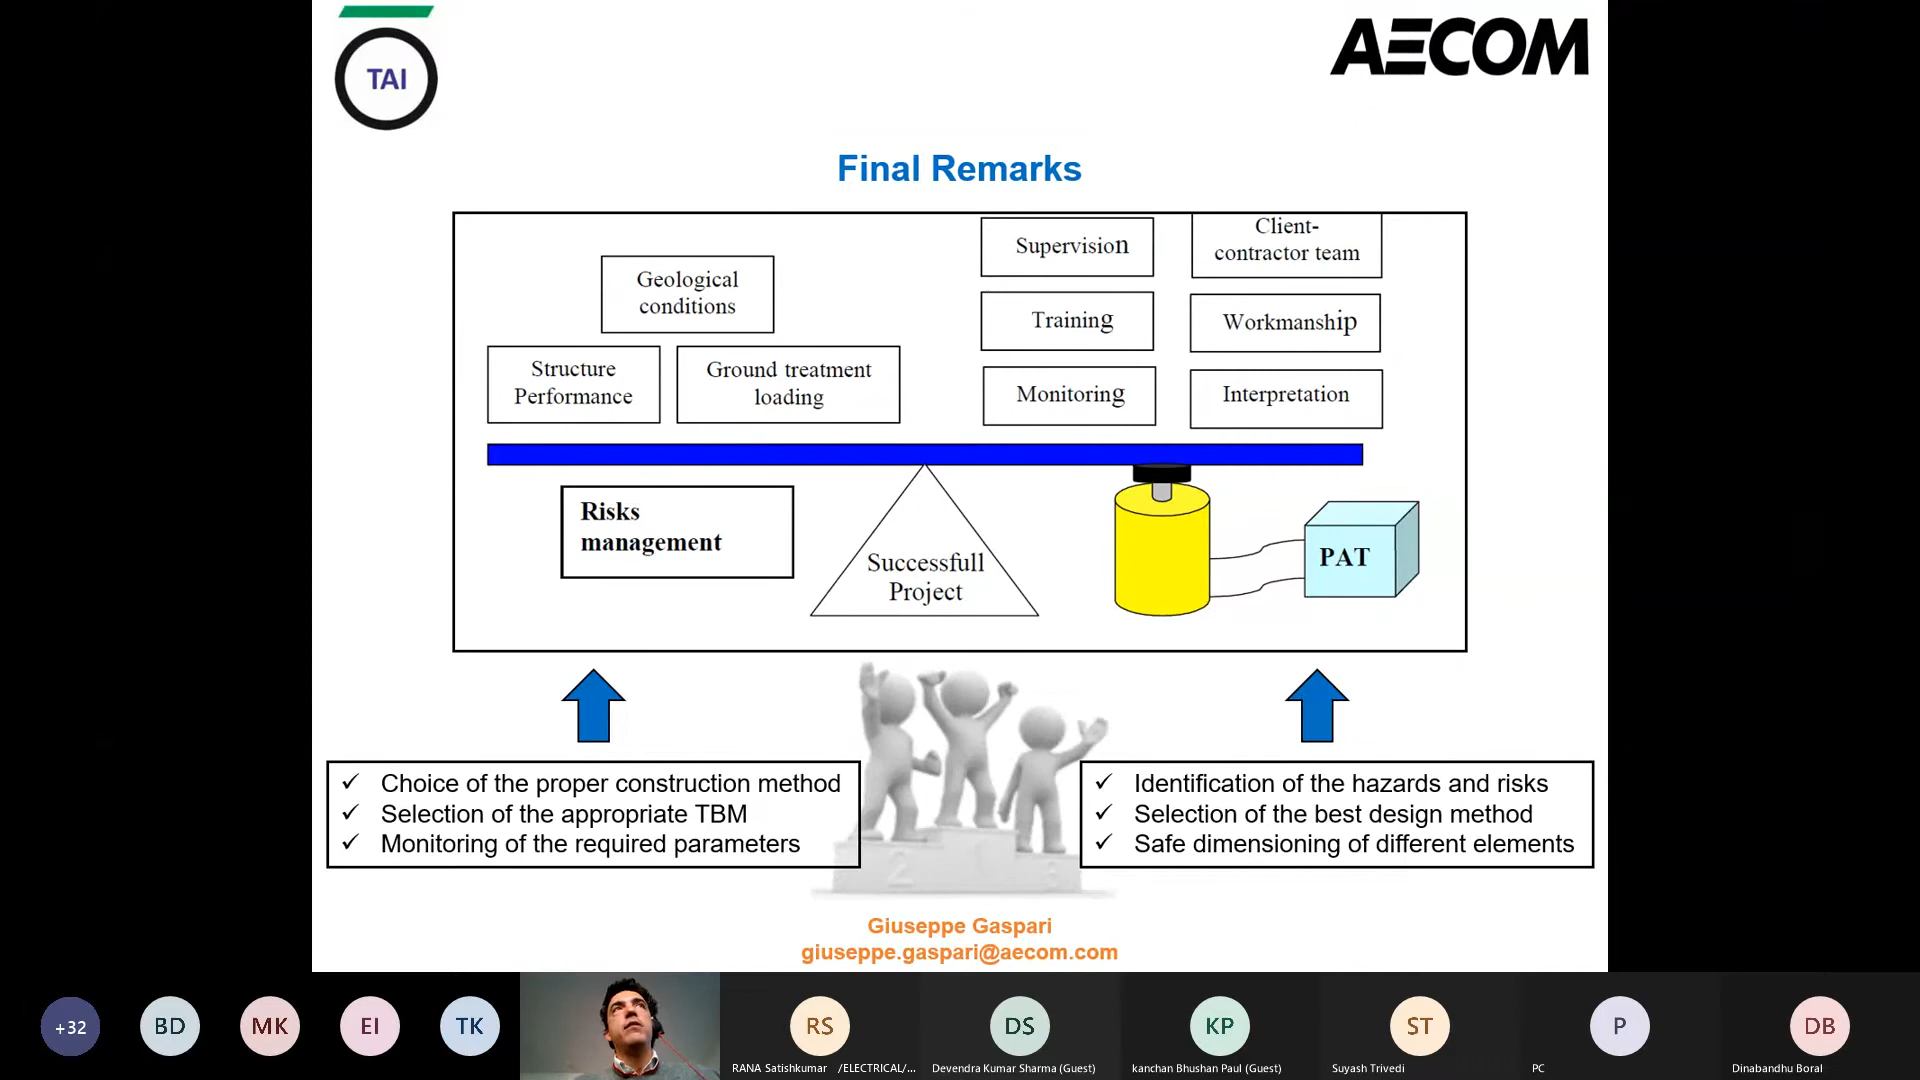 TAI
AECOM
Final Remarks
Geological
conditions
Structure
Performance
Ground treatment
loading
Supervision
Client-
contractor team
Training
Workmanship
Monitoring
Interpretation
Risks
management
Successfull
Project
PAT
✓ Choice of the proper construction method
✓ Selection of the appropriate TBM
✓ Monitoring of the required parameters
✓ Identification of the hazards and risks
✓ Selection of the best design method
✓ Safe dimensioning of different elements
2
1
3
Giuseppe Gaspari
giuseppe.gaspari@aecom.com
+32
BD
MK
EI
TK
RS
DS
KP
ST
P
DB
RANA Satishkumar /ELECTRICAL/...
Devendra Kumar Sharma (Guest)
kanchan Bhushan Paul (Guest)
Suyash Trivedi
PC
Dinabandhu Boral